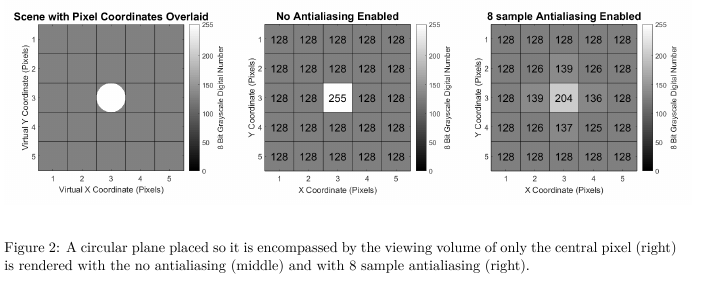 Scene with Pixel Coordinates Overlaid
1
2
3
4
5
Virtual Y Coordinate (Pixels)
1 2 3 4 5
Virtual X Coordinate (Pixels)
255
200
150
100
50
0
8 Bit Grayscale Digital Number
No Antialiasing Enabled
1 128 128 128 128 128
2 128 128 128 128 128
3 128 128 255 128 128
4 128 128 128 128 128
5 128 128 128 128 128
Y Coordinate (Pixels)
1 2 3 4 5
X Coordinate (Pixels)
255
200
150
100
50
0
8 Bit Grayscale Digital Number
8 sample Antialiasing Enabled
1 128 128 128 128 128
2 128 126 139 126 128
3 128 139 204 136 128
4 128 126 137 125 128
5 128 128 128 128 128
Y Coordinate (Pixels)
1 2 3 4 5
X Coordinate (Pixels)
255
200
150
100
50
0
8 Bit Grayscale Digital Number
Figure 2: A circular plane placed so it is encompassed by the viewing volume of only the central pixel (right)
is rendered with the no antialiasing (middle) and with 8 sample antialiasing (right).